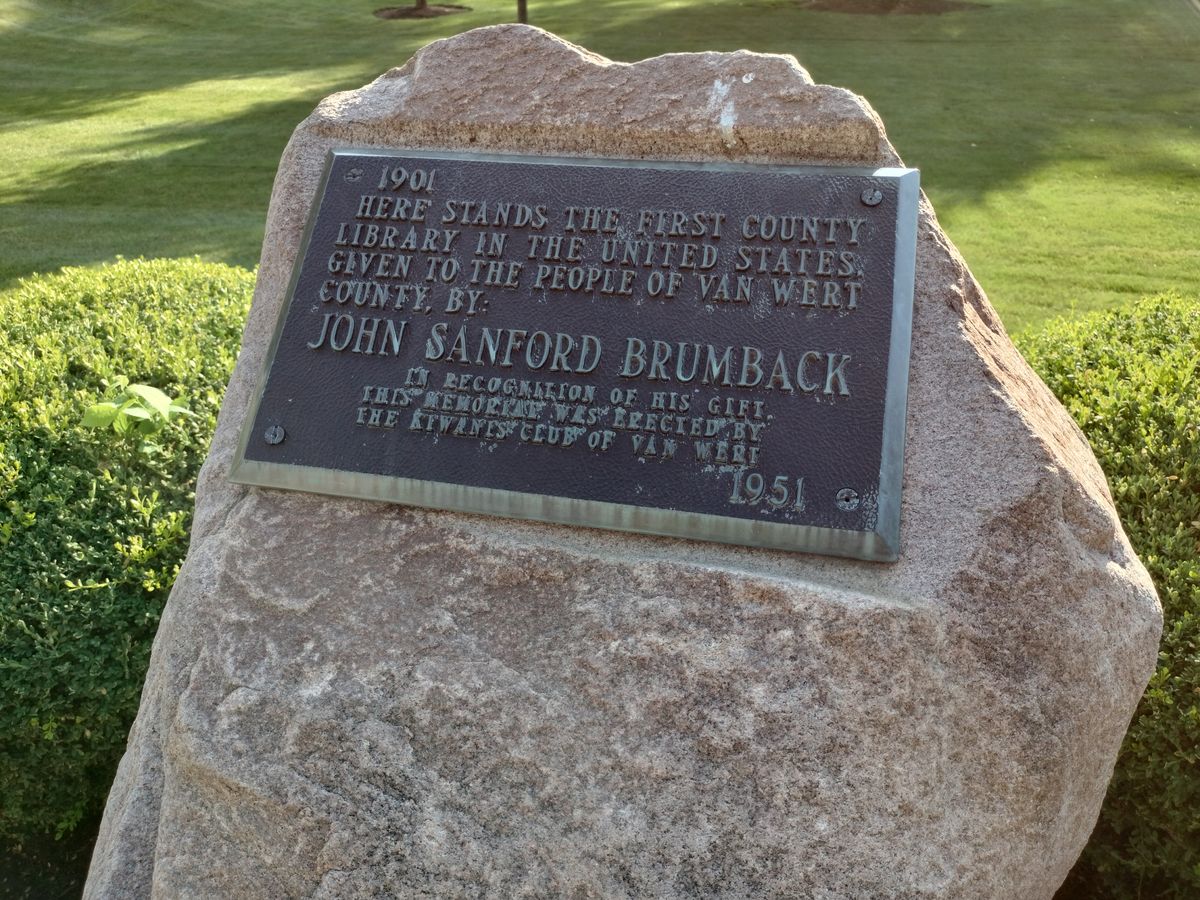 1901
HERE STANDS THE FIRST COUNTY
LIBRARY IN THE UNITED STATES,
GIVEN TO THE PEOPLE OF VAN WERT
COUNTY, BY:
JOHN SANFORD BRUMBACK
IN RECOGNITION OF HIS GIFT,
THIS MEMORIAL WAS ERECTED BY
THE KIWANIS CLUB OF VAN WERT
1951